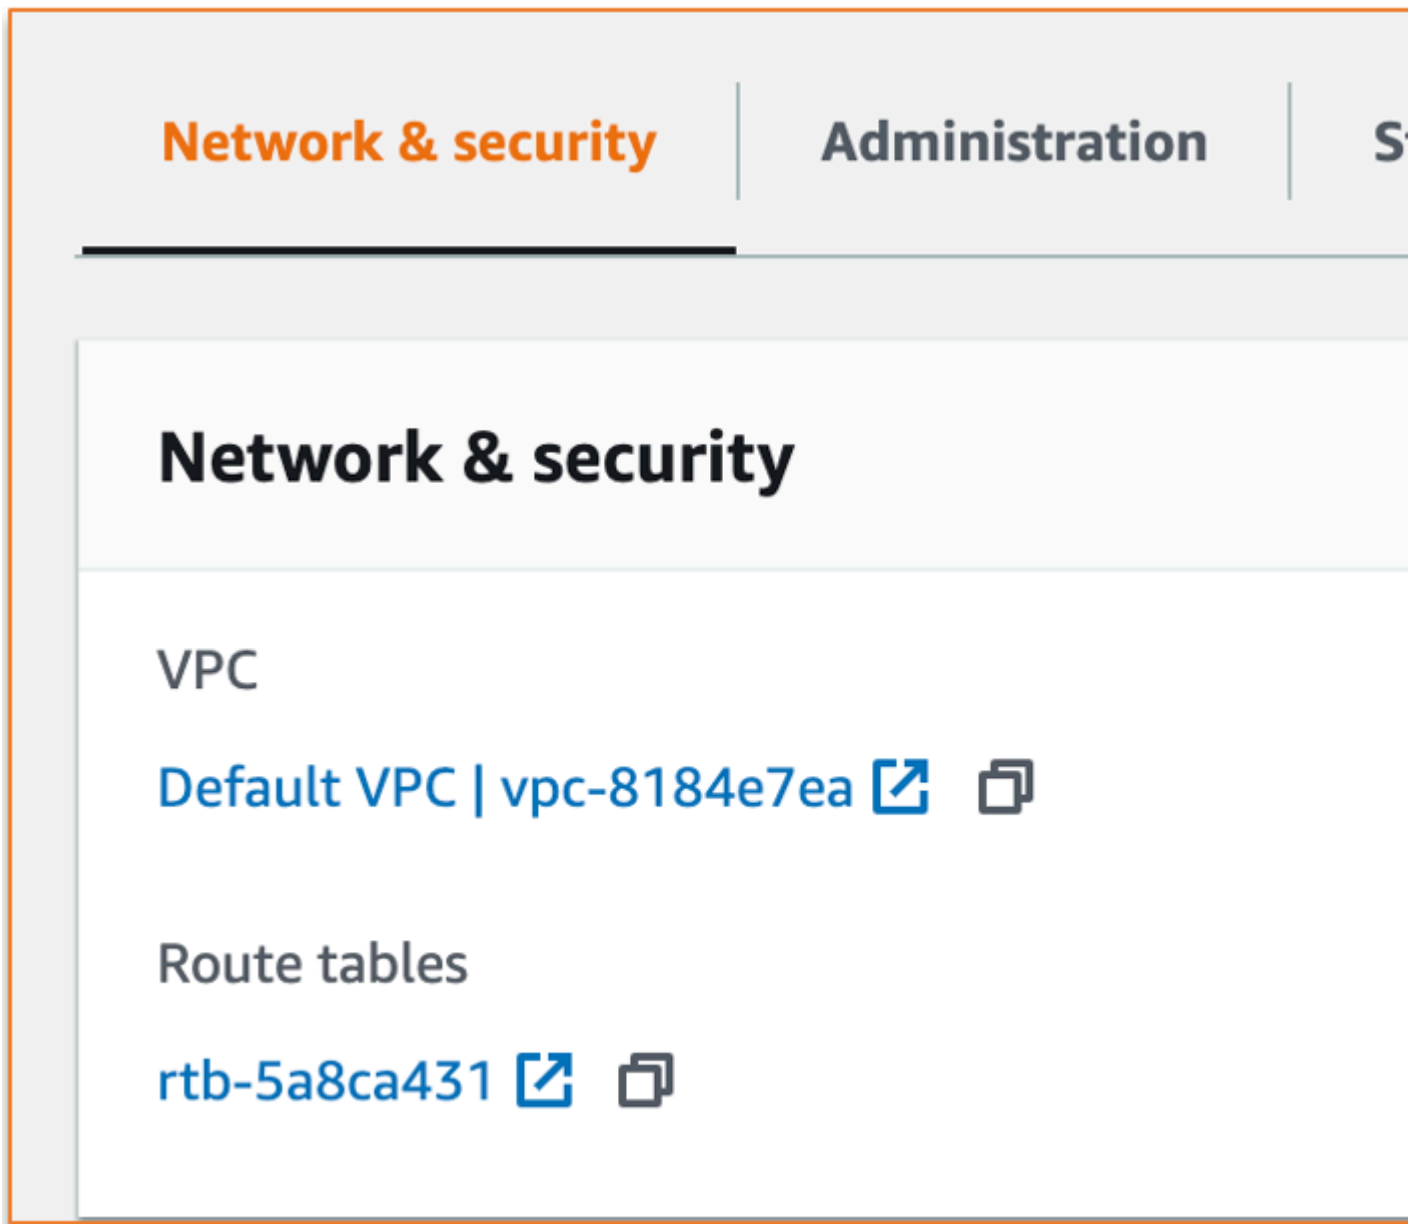 Network & security
Administration
Network & security
VPC
Default VPC | vpc-8184e7ea
Route tables
rtb-5a8ca431